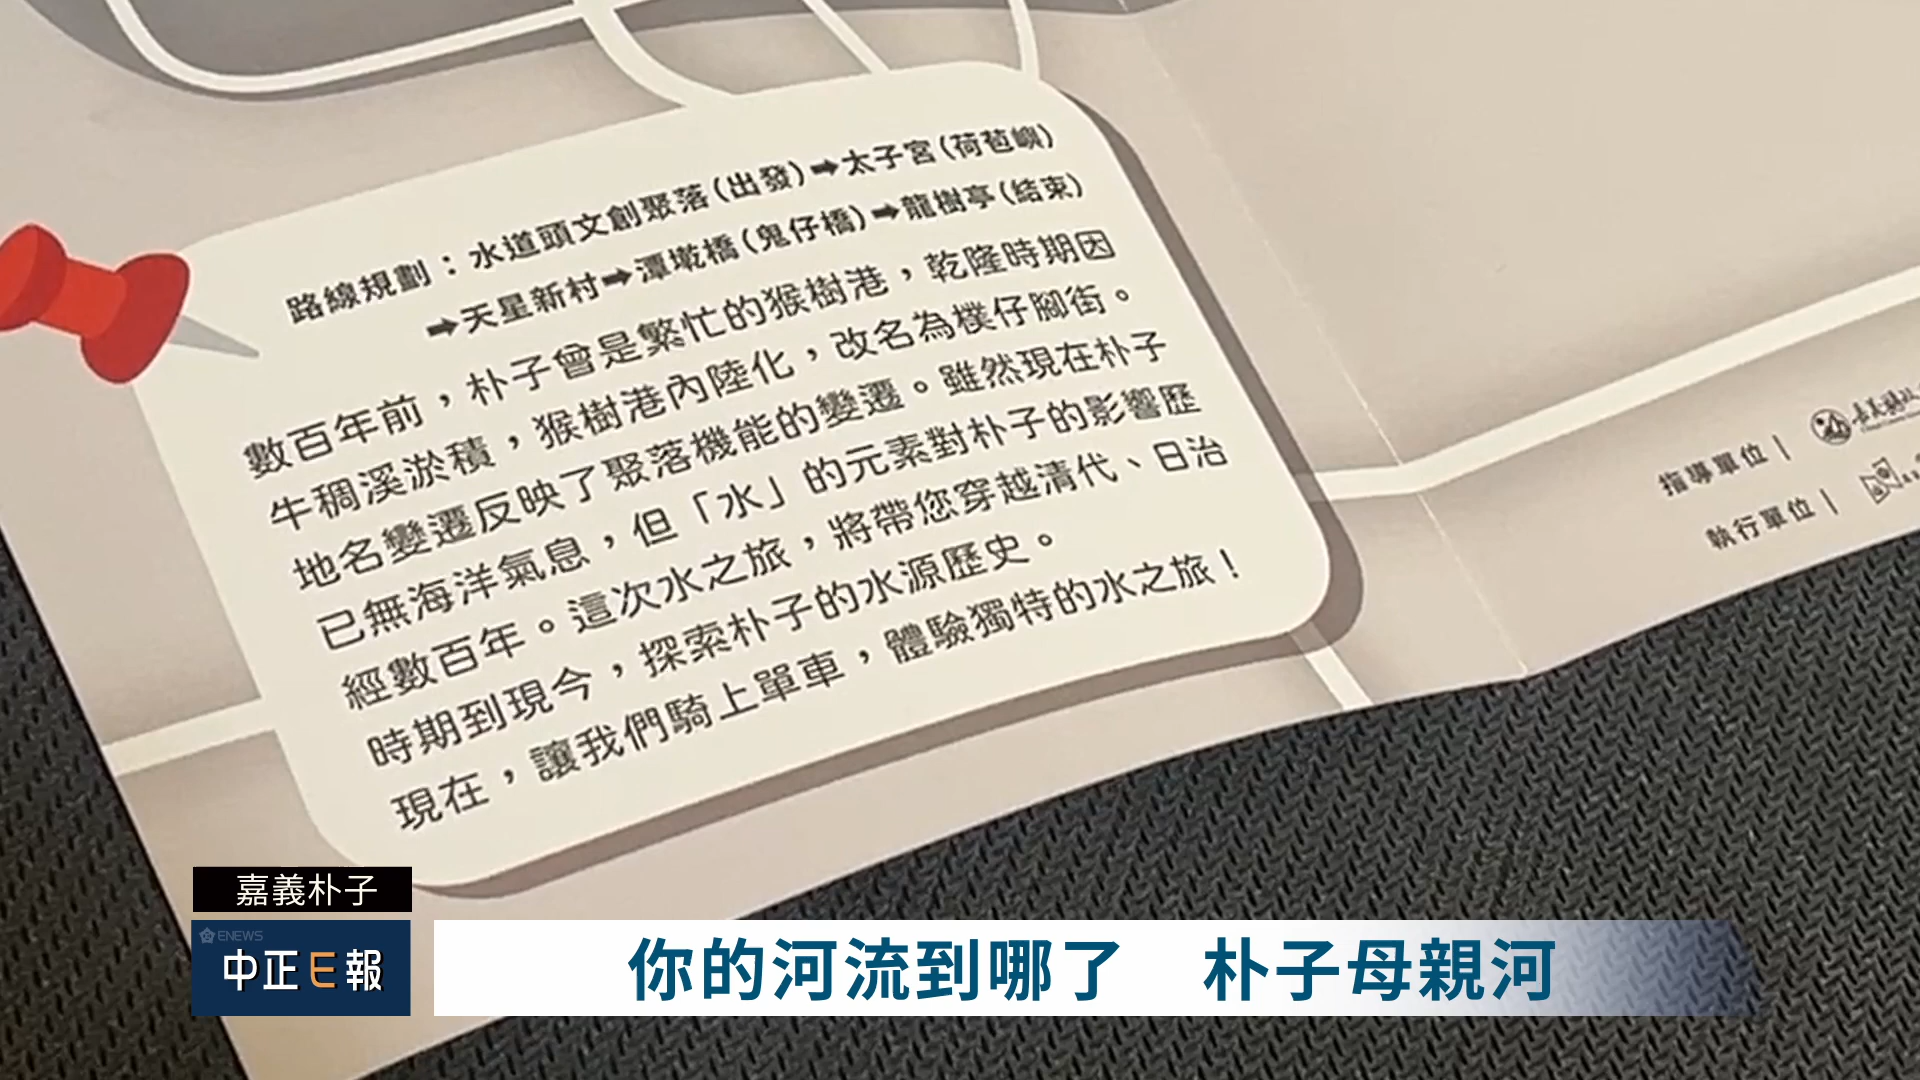 路線規劃：水道頭文創聚落(出發)➡太子宮(荷苞嶼)
➡天星新村➡潭墘橋(鬼仔橋)➡龍樹亭(結束)
數百年前，朴子曾是繁忙的猴樹港，乾隆時期因
牛稠溪淤積，猴樹港內陸化，改名為樸仔腳街。
地名變遷反映了聚落機能的變遷。雖然現在朴子
已無海洋氣息，但「水」的元素對朴子的影響歷
經數百年。這次水之旅，將帶您穿越清代、日治
時期到現今，探索朴子的水源歷史。
現在，讓我們騎上單車，體驗獨特的水之旅！
指導單位｜
執行單位｜
嘉義朴子
ENEWS
中正E報
你的河流到哪了 朴子母親河